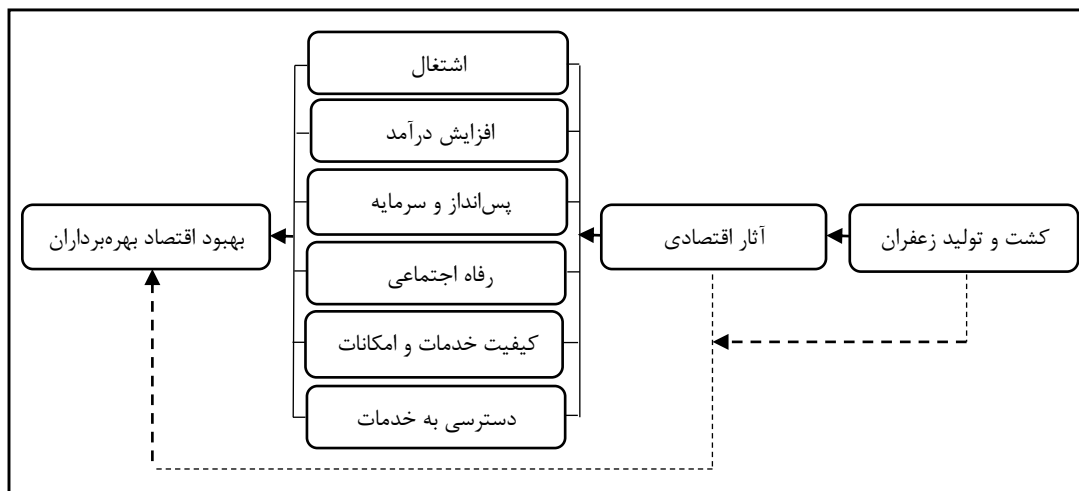 کشت و تولید زعفران
آثار اقتصادی
اشتغال
افزایش درآمد
پس‌انداز و سرمایه
رفاه اجتماعی
کیفیت خدمات و امکانات
دسترسی به خدمات
بهبود اقتصاد بهره‌برداران